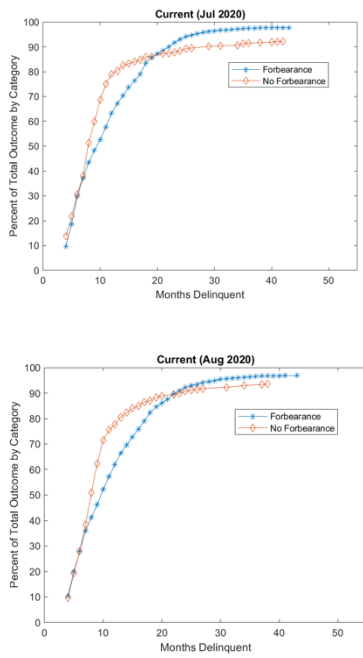 Current (Jul 2020)
100
90
80
70
60
50
40
30
20
10
0
0 10 20 30 40 50
Percent of Total Outcome by Category
Months Delinquent
Forbearance
No Forbearance
Current (Aug 2020)
100
90
80
70
60
50
40
30
20
10
0
0 10 20 30 40 50
Percent of Total Outcome by Category
Months Delinquent
Forbearance
No Forbearance